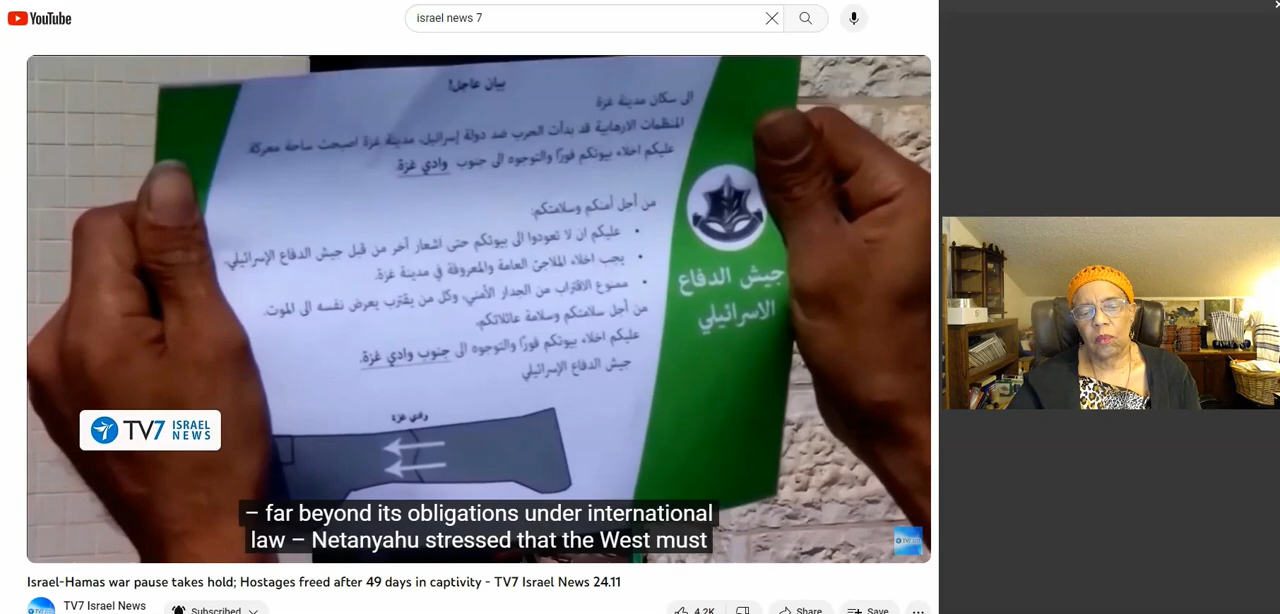 YouTube
israel news 7
بيان عاجل!
الى سكان مدينة غزة
المنظمات الارهابية قد بدأت الحرب ضد دولة إسرائيل، مدينة غزة اصبحت ساحة معركة.
عليكم اخلاء بيوتكم فورًا والتوجوه الى جنوب وادي غزة.
من أجل أمنكم وسلامتكم:
• عليكم ان لا تعودوا الى بيوتكم حتى اشعار آخر من قبل جيش الدفاع الإسرائيلي.
• يجب اخلاء الملاجئ العامة والمعروفة في مدينة غزة.
• ممنوع الاقتراب من الجدار الأمني، وكل من يقترب يعرض نفسه الى الموت.
من أجل سلامتكم وسلامة عائلاتكم،
عليكم اخلاء بيوتكم فورًا والتوجوه الى جنوب وادي غزة.
جيش الدفاع الإسرائيلي
جيش الدفاع
الاسرائيلي
وادي غزة
TV7 ISRAEL NEWS
– far beyond its obligations under international
law – Netanyahu stressed that the West must
Israel-Hamas war pause takes hold; Hostages freed after 49 days in captivity - TV7 Israel News 24.11
TV7 Israel News
Subscribed
4.2K
Share
Save